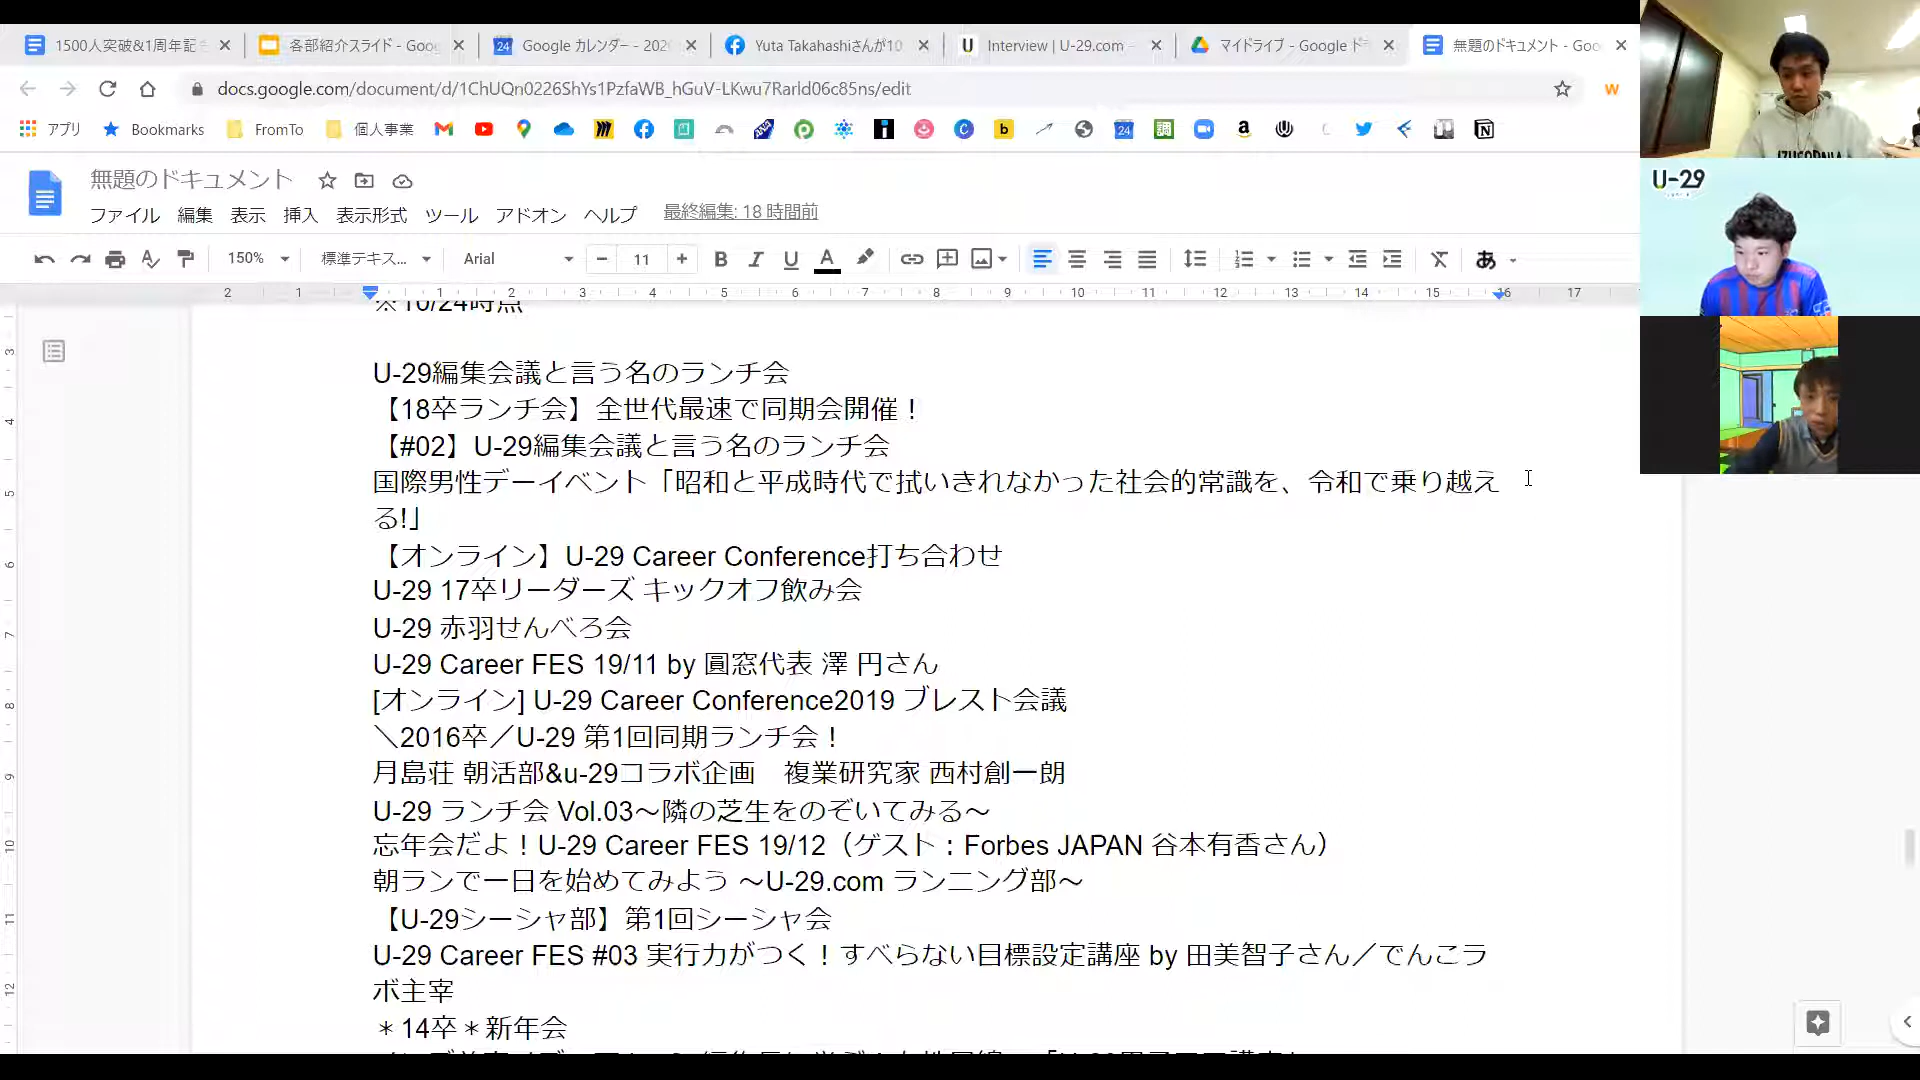 1500人突破&1周年記
各部紹介スライド - Goo
Google カレンダー - 202
Yuta Takahashiさんが10
Interview | U-29.com -
マイドライブ - Google ド
無題のドキュメント - Goo
docs.google.com/document/d/1ChUQn0226ShYs1PzfaWB_hGuV-LKwu7Rarld06c85ns/edit
アプリ
Bookmarks
FromTo
個人事業
無題のドキュメント
ファイル 編集 表示 挿入 表示形式 ツール アドオン ヘルプ
最終編集: 18 時間前
150%
標準テキス...
Arial
11
※10/24時点
U-29編集会議と言う名のランチ会
【18卒ランチ会】全世代最速で同期会開催！
【#02】U-29編集会議と言う名のランチ会
国際男性デーイベント「昭和と平成時代で拭いきれなかった社会的常識を、令和で乗り越え
る!」
【オンライン】U-29 Career Conference打ち合わせ
U-29 17卒リーダーズ キックオフ飲み会
U-29 赤羽せんべろ会
U-29 Career FES 19/11 by 圓窓代表 澤 円さん
[オンライン] U-29 Career Conference2019 ブレスト会議
＼2016卒／U-29 第1回同期ランチ会！
月島荘 朝活部&u-29コラボ企画　複業研究家 西村創一朗
U-29 ランチ会 Vol.03〜隣の芝生をのぞいてみる〜
忘年会だよ！U-29 Career FES 19/12（ゲスト：Forbes JAPAN 谷本有香さん）
朝ランで一日を始めてみよう 〜U-29.com ランニング部〜
【U-29シーシャ部】第1回シーシャ会
U-29 Career FES #03 実行力がつく！すべらない目標設定講座 by 田美智子さん／でんこラ
ボ主宰
＊14卒＊新年会
U-29